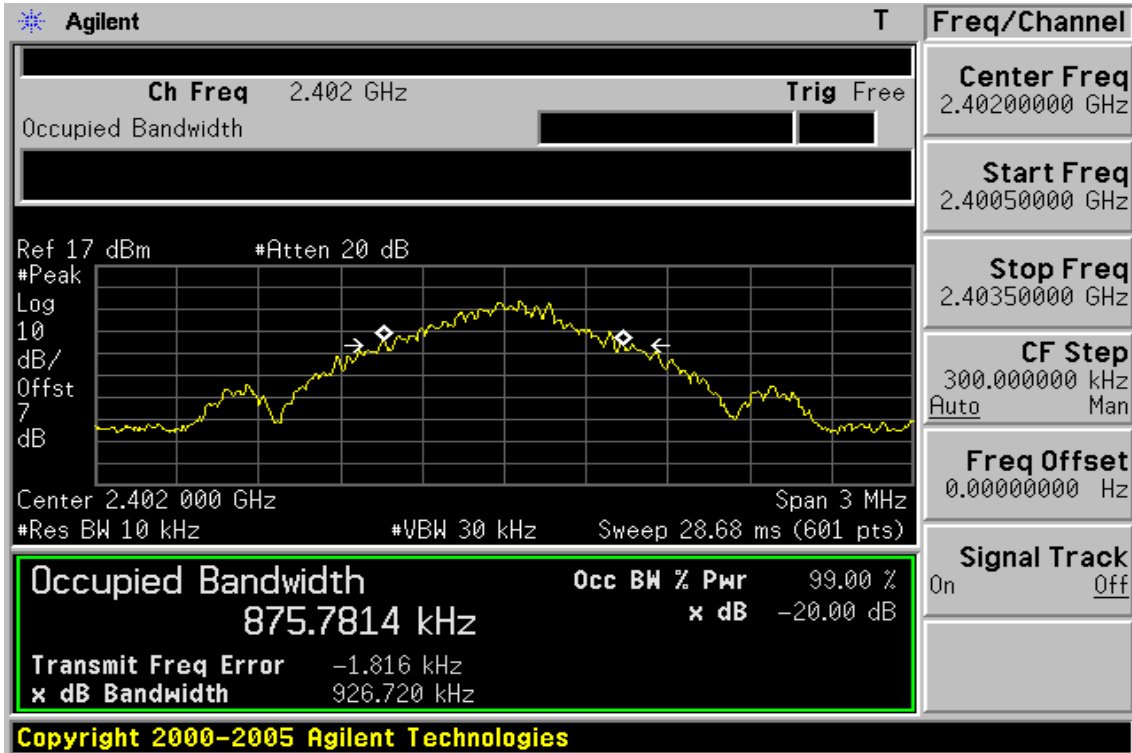 Agilent T
Ch Freq 2.402 GHz Trig Free
Occupied Bandwidth
Ref 17 dBm #Atten 20 dB
#Peak
Log
10
dB/
Offst
7
dB
Center 2.402 000 GHz Span 3 MHz
#Res BW 10 kHz #VBW 30 kHz Sweep 28.68 ms (601 pts)
Occupied Bandwidth Occ BW % Pwr 99.00 %
875.7814 kHz x dB -20.00 dB
Transmit Freq Error -1.816 kHz
x dB Bandwidth 926.720 kHz
Copyright 2000-2005 Agilent Technologies
Freq/Channel
Center Freq
2.40200000 GHz
Start Freq
2.40050000 GHz
Stop Freq
2.40350000 GHz
CF Step
300.000000 kHz
Auto Man
Freq Offset
0.00000000 Hz
Signal Track
On Off